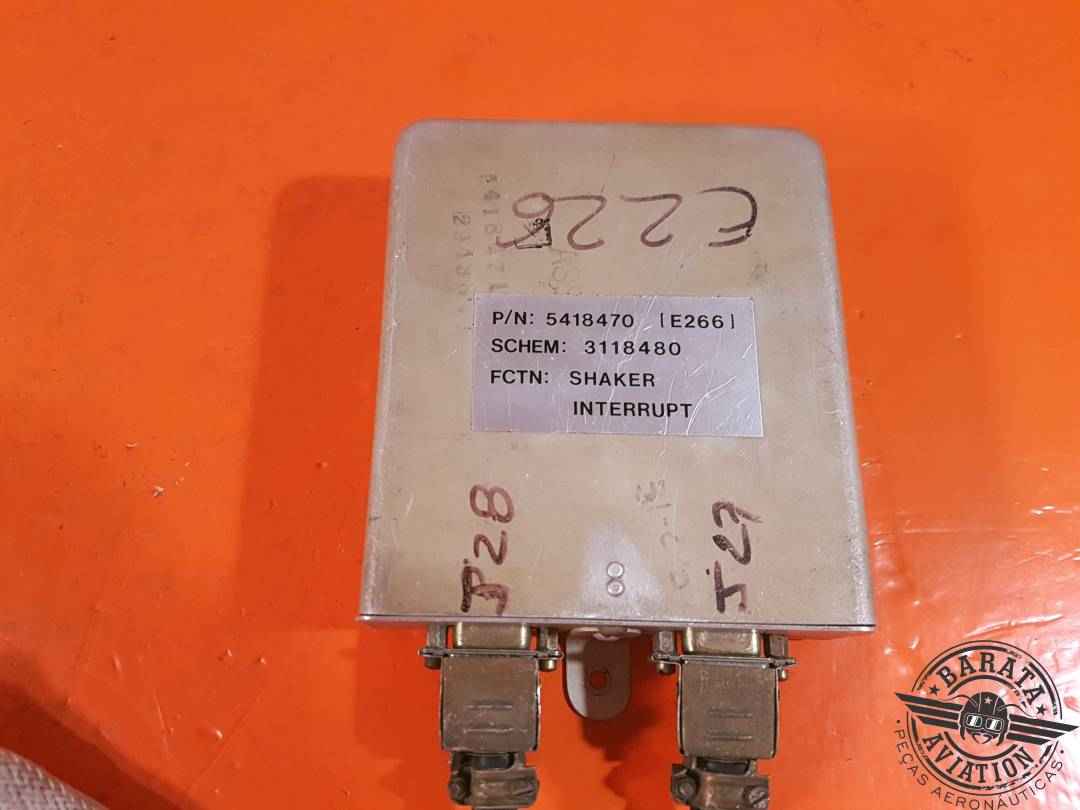 E226
P/N: 5418470 [E266]
SCHEM: 3118480
FCTN: SHAKER
INTERRUPT
J28
J27
BARATA
AVIATION
PEÇAS AERONÁUTICAS